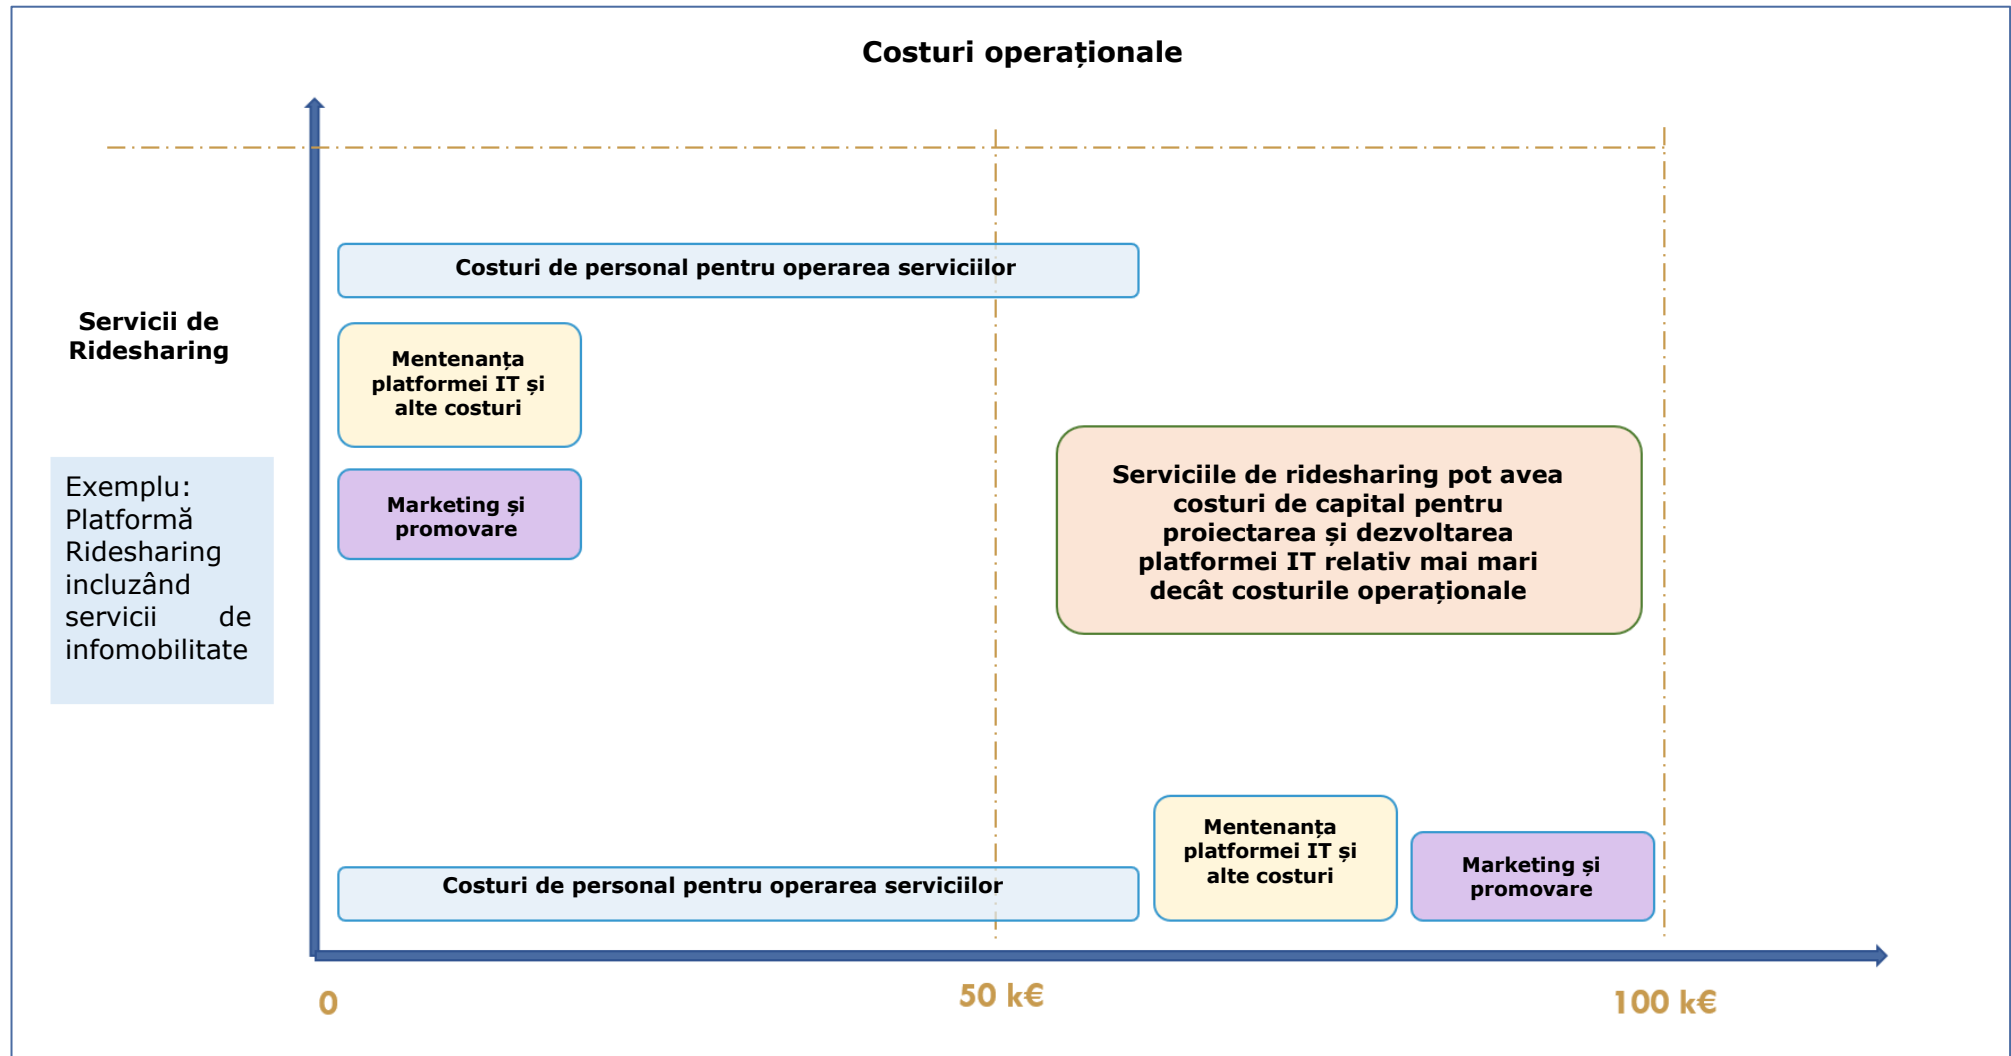 Costuri operaționale
Costuri de personal pentru operarea serviciilor
Servicii de
Ridesharing
Mentenanța
platformei IT și
alte costuri
Marketing și
promovare
Exemplu:
Platformă
Ridesharing
incluzând
servicii de
infomobilitate
Serviciile de ridesharing pot avea
costuri de capital pentru
proiectarea și dezvoltarea
platformei IT relativ mai mari
decât costurile operaționale
Costuri de personal pentru operarea serviciilor
Mentenanța
platformei IT și
alte costuri
Marketing și
promovare
0
50 k€
100 k€